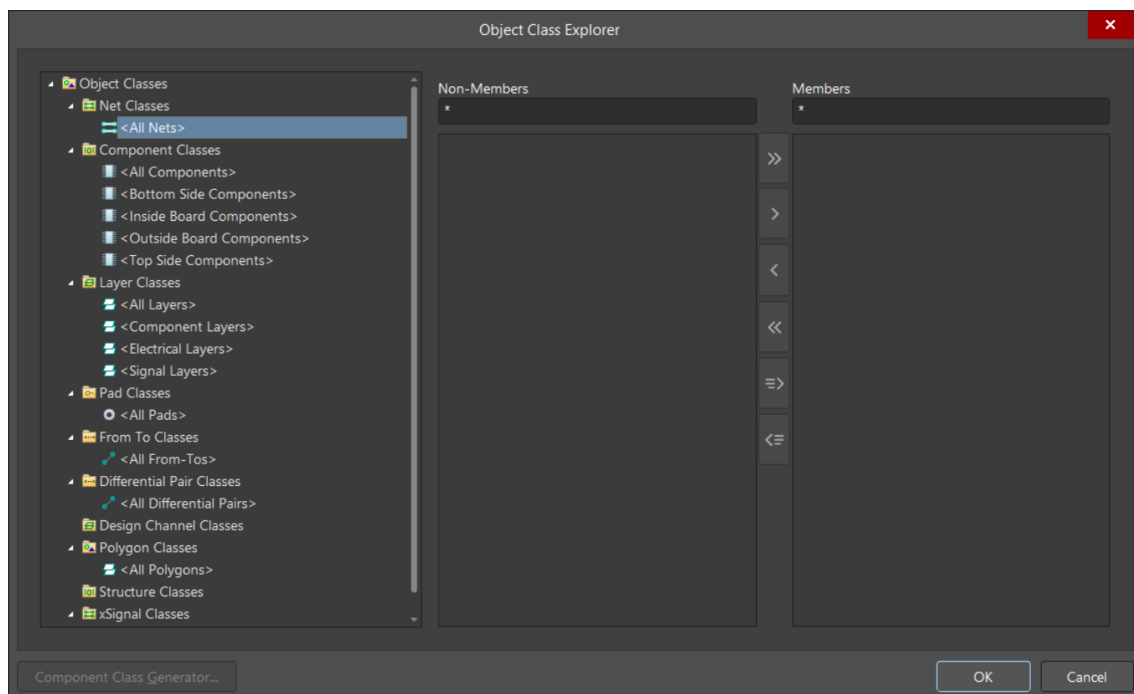 Object Class Explorer
Object Classes
Net Classes
<All Nets>
Component Classes
<All Components>
<Bottom Side Components>
<Inside Board Components>
<Outside Board Components>
<Top Side Components>
Layer Classes
<All Layers>
<Component Layers>
<Electrical Layers>
<Signal Layers>
Pad Classes
<All Pads>
From To Classes
<All From-Tos>
Differential Pair Classes
<All Differential Pairs>
Design Channel Classes
Polygon Classes
<All Polygons>
Structure Classes
xSignal Classes
Non-Members
*
Members
*
Component Class Generator...
OK
Cancel